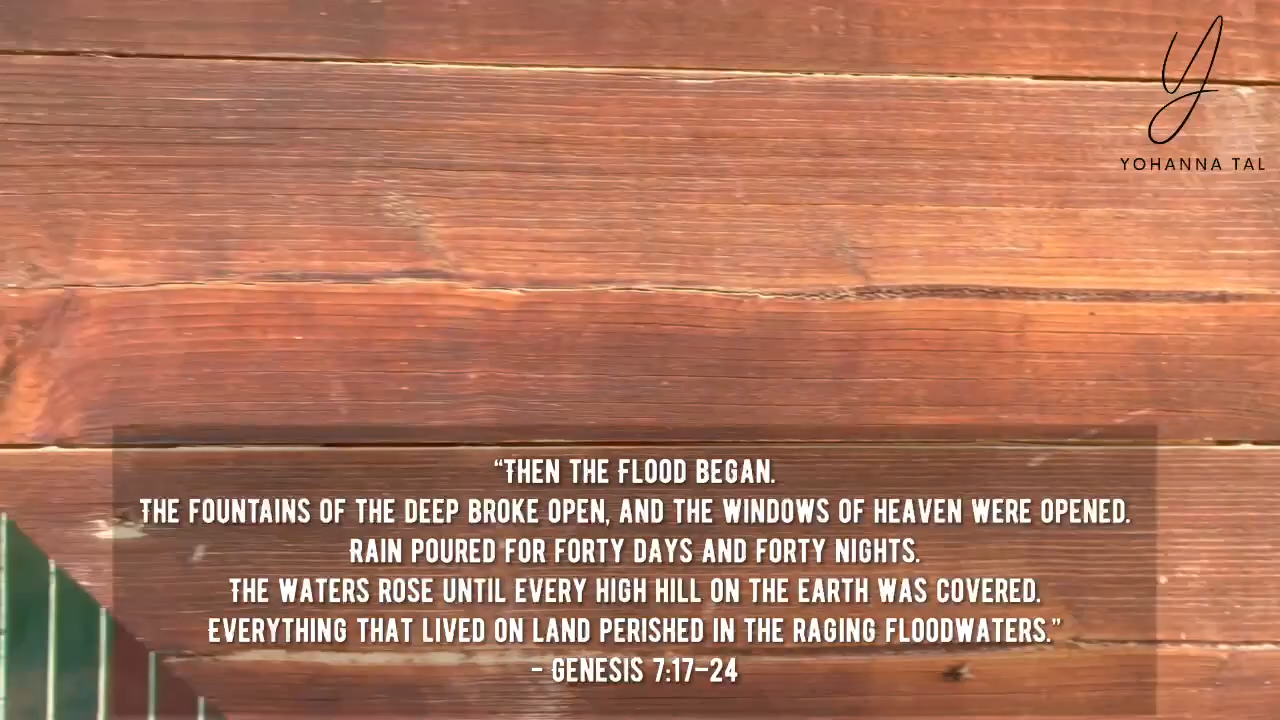 Y
YOHANNA TAL
“THEN THE FLOOD BEGAN.
THE FOUNTAINS OF THE DEEP BROKE OPEN, AND THE WINDOWS OF HEAVEN WERE OPENED.
RAIN POURED FOR FORTY DAYS AND FORTY NIGHTS.
THE WATERS ROSE UNTIL EVERY HIGH HILL ON THE EARTH WAS COVERED.
EVERYTHING THAT LIVED ON LAND PERISHED IN THE RAGING FLOODWATERS.”
- GENESIS 7:17–24